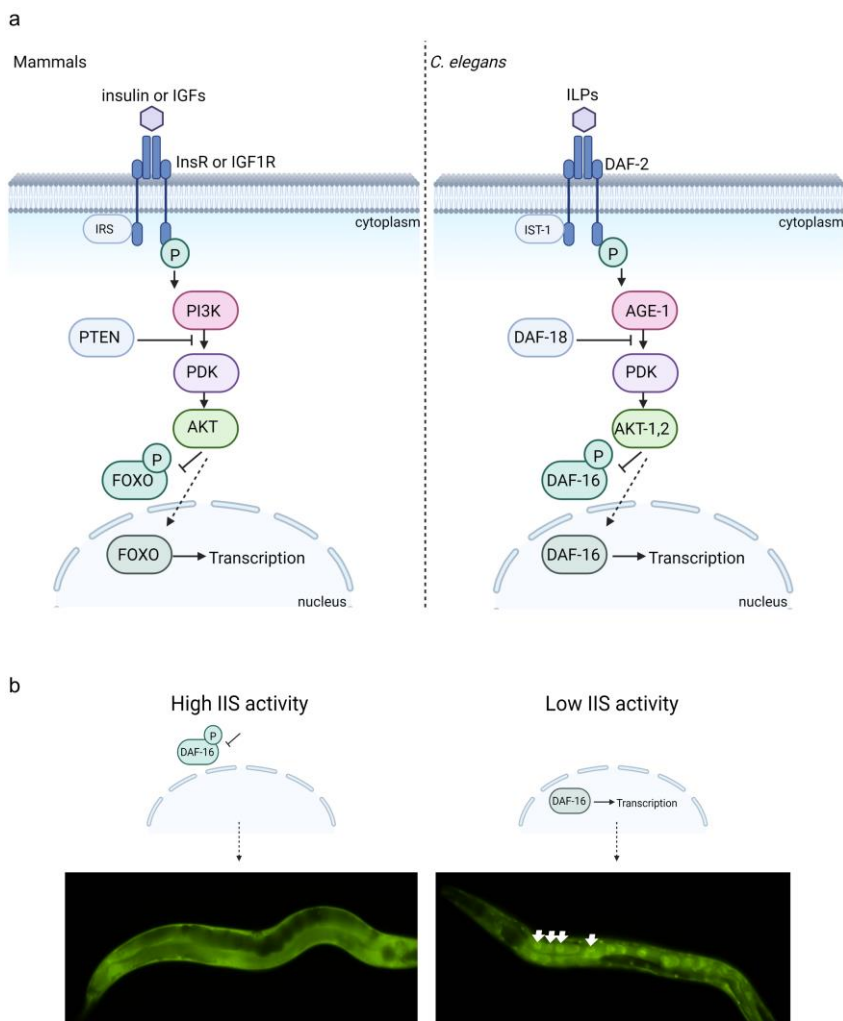 a
Mammals
insulin or IGFs
InsR or IGF1R
IRS
cytoplasm
P
PI3K
PTEN
PDK
AKT
P
FOXO
FOXO
Transcription
nucleus
C. elegans
ILPs
DAF-2
IST-1
cytoplasm
P
AGE-1
DAF-18
PDK
AKT-1,2
P
DAF-16
DAF-16
Transcription
nucleus
b
High IIS activity
P
DAF-16
Low IIS activity
DAF-16
Transcription